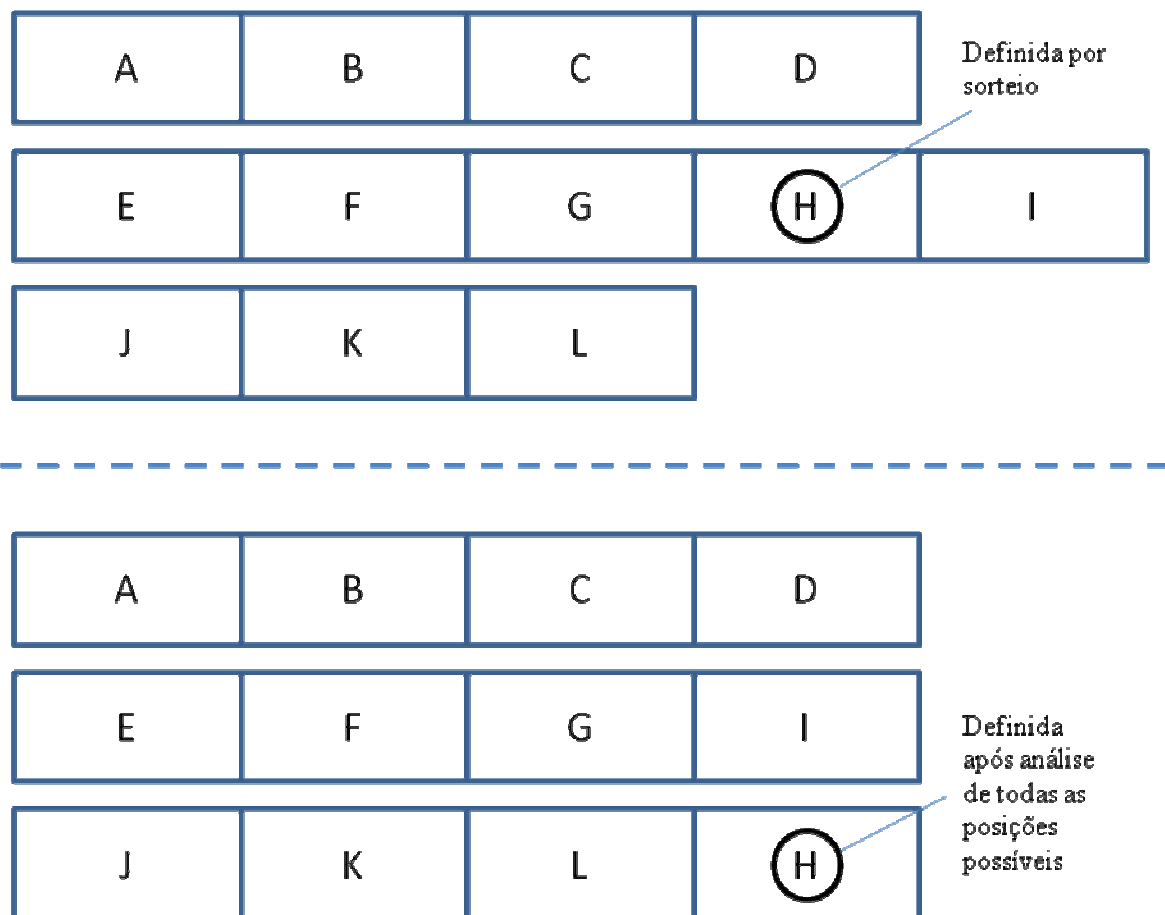 A B C D
Definida por
sorteio
E F G H I
J K L
A B C D
E F G I
Definida
após análise
de todas as
posições
possíveis
J K L H